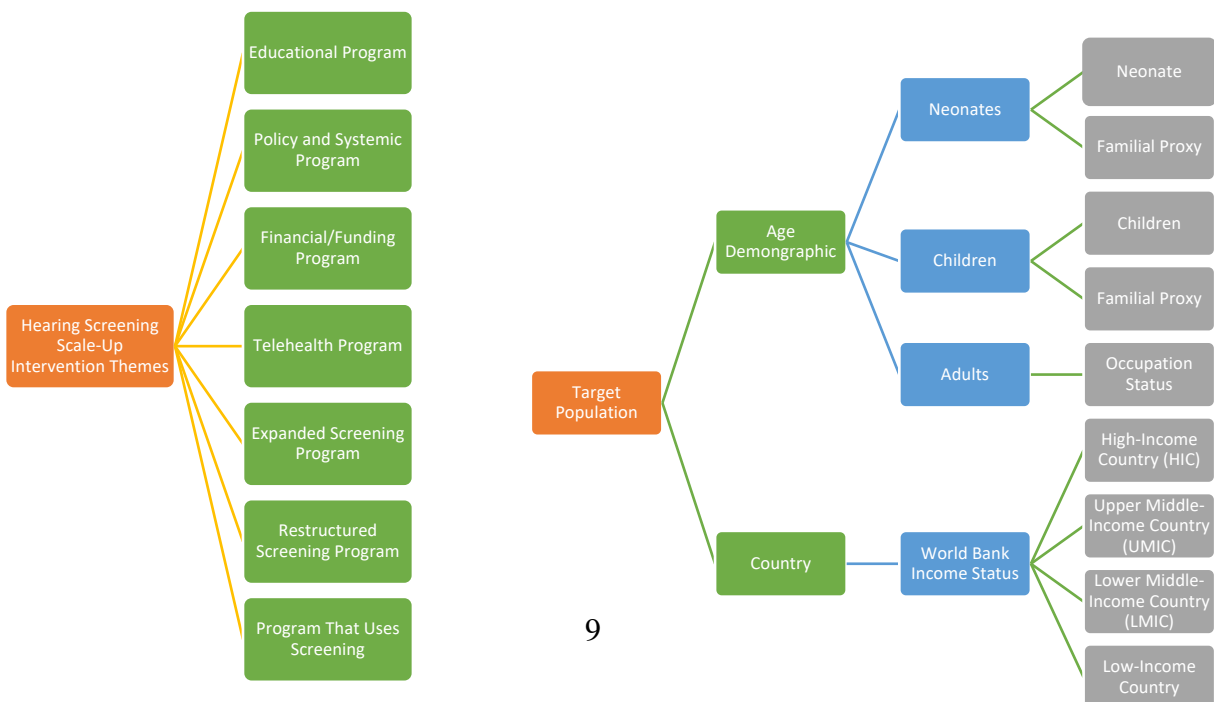 Hearing Screening
Scale-Up
Intervention Themes
Educational Program
Policy and Systemic
Program
Financial/Funding
Program
Telehealth Program
Expanded Screening
Program
Restructured
Screening Program
Program That Uses
Screening
Target
Population
Age
Demongraphic
Neonates
Neonate
Familial Proxy
Children
Children
Familial Proxy
Adults
Occupation
Status
Country
World Bank
Income Status
High-Income
Country (HIC)
Upper Middle-
Income Country
(UMIC)
Lower Middle-
Income Country
(LMIC)
Low-Income
Country
9